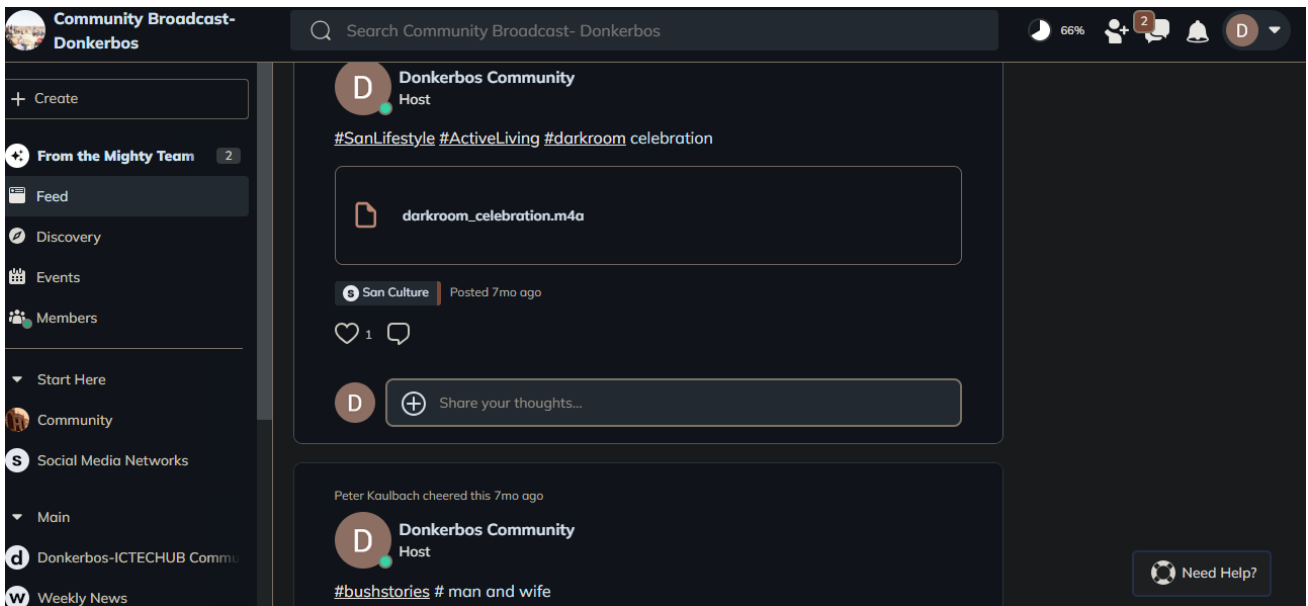 Community Broadcast-
Donkerbos
Search Community Broadcast- Donkerbos
66%
2
D
+ Create
From the Mighty Team 2
Feed
Discovery
Events
Members
Start Here
Community
S Social Media Networks
Main
d Donkerbos-ICTECHUB Commu
W Weekly News
D
Donkerbos Community
Host
#SanLifestyle #ActiveLiving #darkroom celebration
darkroom_celebration.m4a
S San Culture Posted 7mo ago
1
D
Share your thoughts...
Peter Kaulbach cheered this 7mo ago
D
Donkerbos Community
Host
#bushstories # man and wife
Need Help?